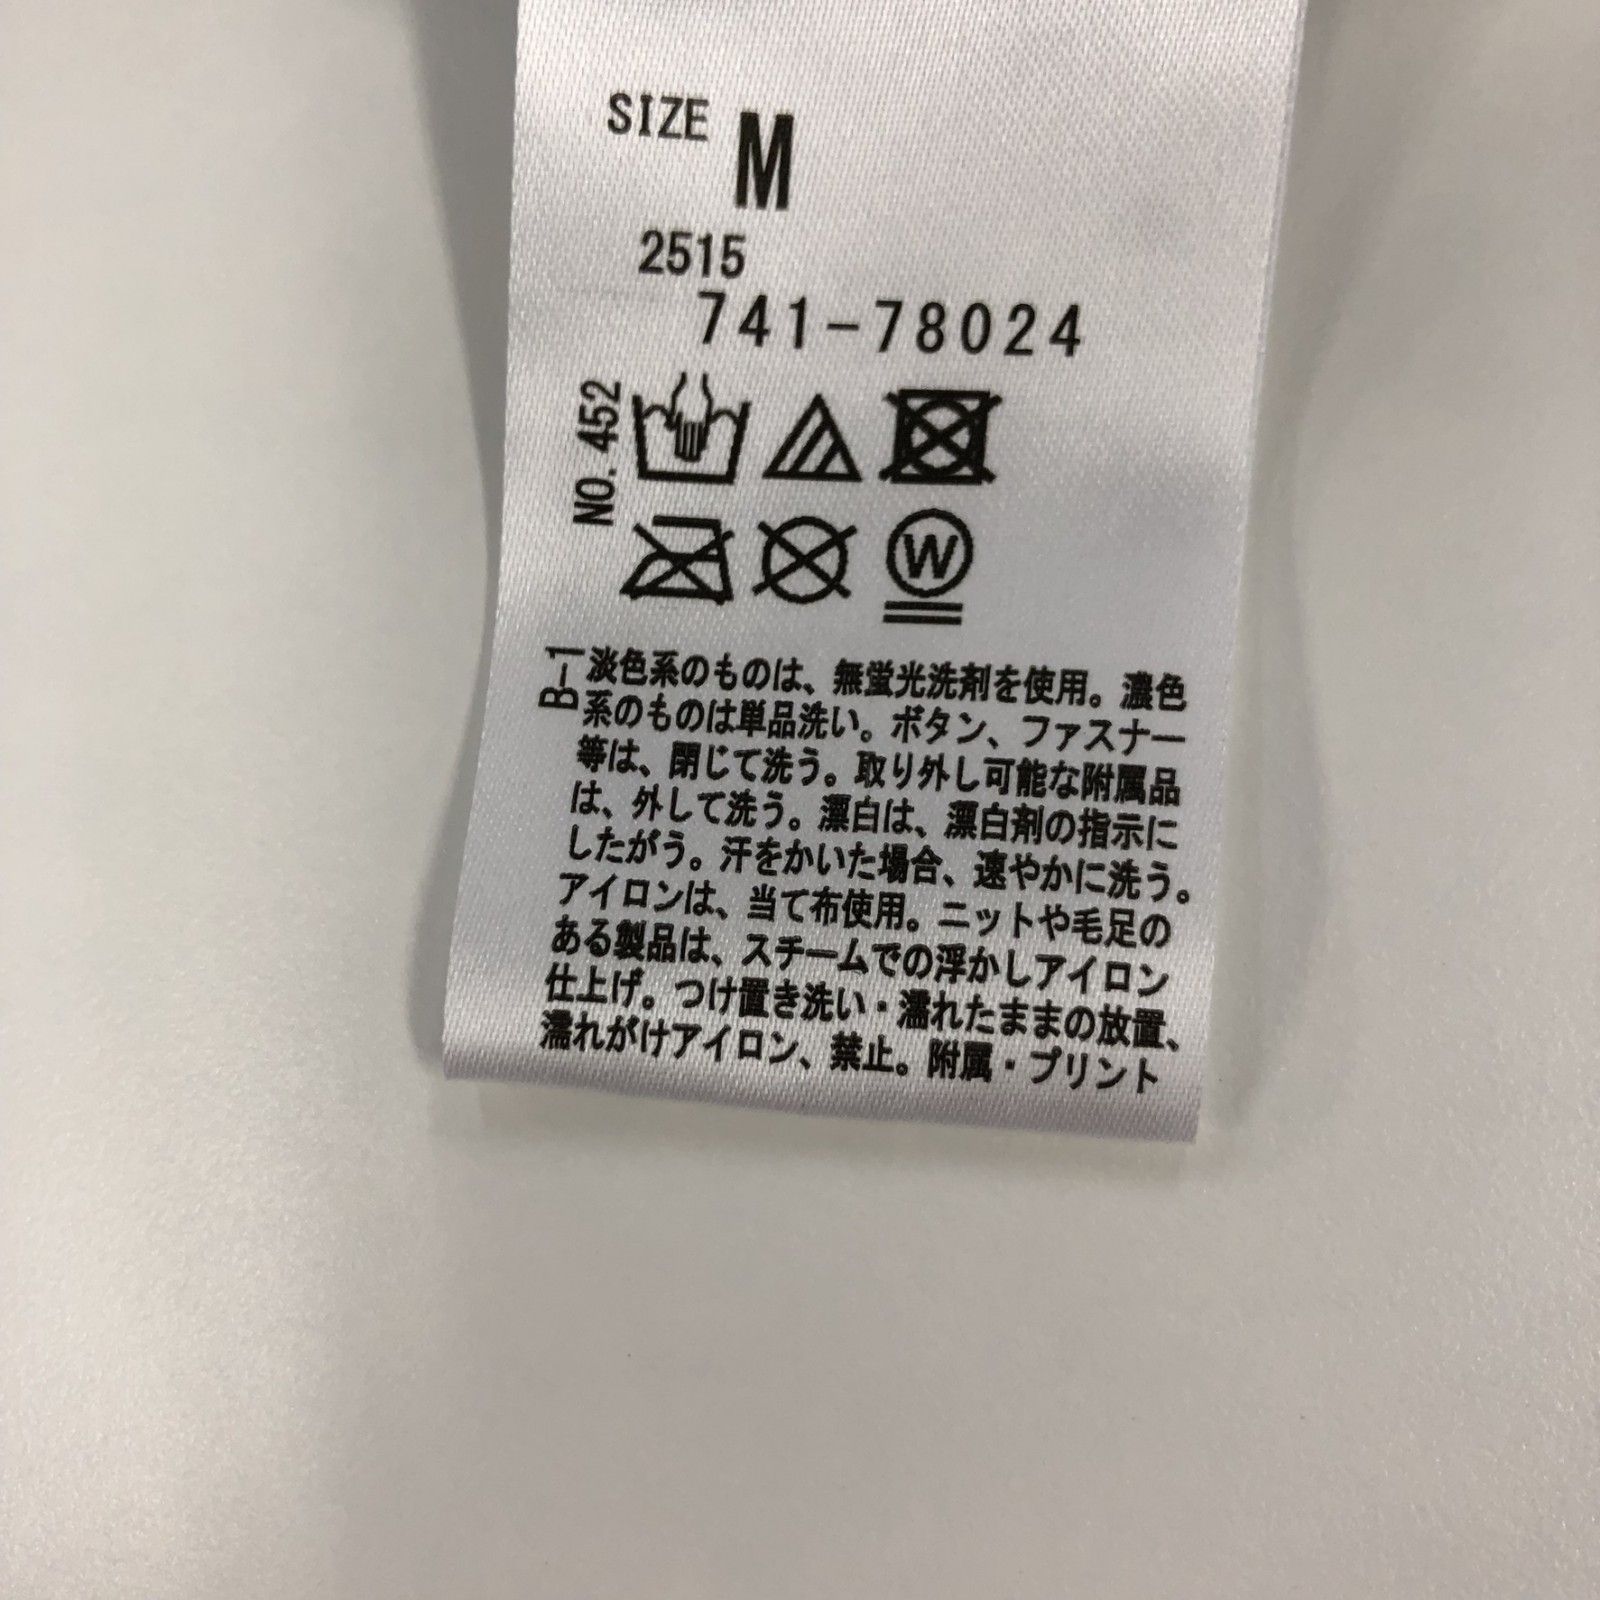 SIZE M
2515
741-78024
NO. 452
W
B-1
淡色系のものは、無蛍光洗剤を使用。濃色
系のものは単品洗い。ボタン、ファスナー
等は、閉じて洗う。取り外し可能な附属品
は、外して洗う。漂白は、漂白剤の指示に
したがう。汗をかいた場合、速やかに洗う。
アイロンは、当て布使用。ニットや毛足の
ある製品は、スチームでの浮かしアイロン
仕上げ。つけ置き洗い・濡れたままの放置、
濡れがけアイロン、禁止。附属・プリント